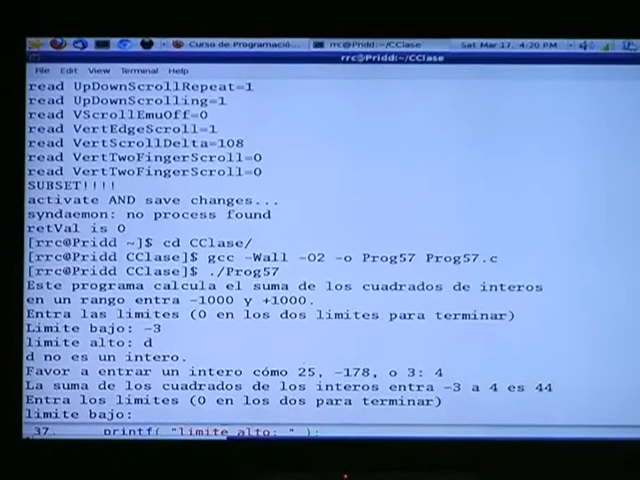 Curso de Programació... rrc@Pridd:~/CClase Sat Mar 17, 4:20 PM
rrc@Pridd:~/CClase
File Edit View Terminal Help
read UpDownScrollRepeat=1
read UpDownScrolling=1
read VScrollEmuOff=0
read VertEdgeScroll=1
read VertScrollDelta=108
read VertTwoFingerScroll=0
read VertTwoFingerScroll=0
SUBSET!!!!
activate AND save changes...
syndaemon: no process found
retVal is 0
[rrc@Pridd ~]$ cd CClase/
[rrc@Pridd CClase]$ gcc -Wall -O2 -o Prog57 Prog57.c
[rrc@Pridd CClase]$ ./Prog57
Este programa calcula el suma de los cuadrados de interos
en un rango entra -1000 y +1000.
Entra las limites (0 en los dos limites para terminar)
Limite bajo: -3
limite alto: d
d no es un intero.
Favor a entrar un intero cómo 25, -178, o 3: 4
La suma de los cuadrados de los interos entra -3 a 4 es 44
Entra los limites (0 en los dos para terminar)
limite bajo:
37. printf( "limite alto: " );